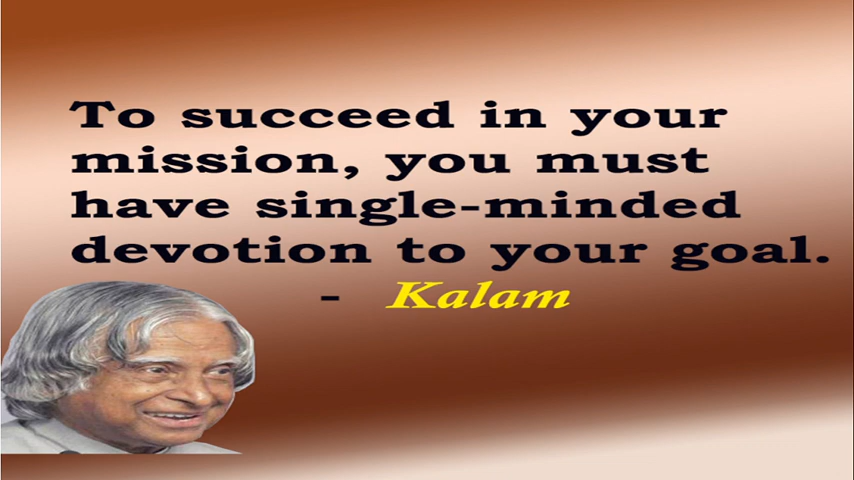 To succeed in your
mission, you must
have single-minded
devotion to your goal.
- Kalam